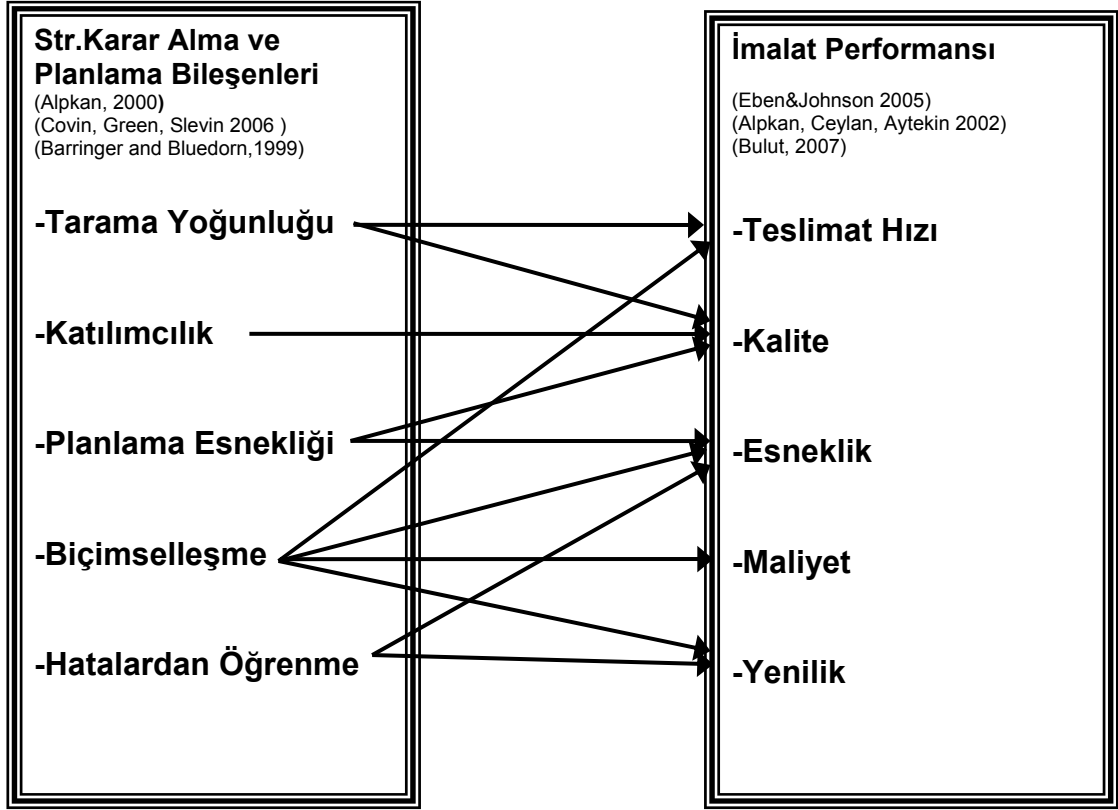 Str.Karar Alma ve
Planlama Bileşenleri
(Alpkan, 2000)
(Covin, Green, Slevin 2006 )
(Barringer and Bluedorn,1999)
-Tarama Yoğunluğu
-Katılımcılık
-Planlama Esnekliği
-Biçimselleşme
-Hatalardan Öğrenme
İmalat Performansı
(Eben&Johnson 2005)
(Alpkan, Ceylan, Aytekin 2002)
(Bulut, 2007)
-Teslimat Hızı
-Kalite
-Esneklik
-Maliyet
-Yenilik